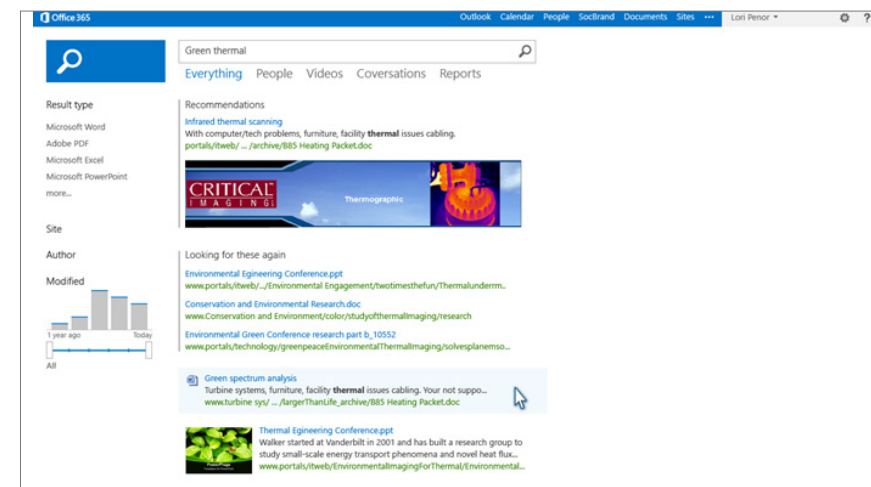 Office 365
Outlook Calendar People SocBrand Documents Sites ••• Lori Penor
?
Green thermal
Everything People Videos Coversations Reports
Result type
Microsoft Word
Adobe PDF
Microsoft Excel
Microsoft PowerPoint
more...
Site
Author
Modified
1 year ago Today
All
Recommendations
Infrared thermal scanning
With computer/tech problems, furniture, facility thermal issues cabling.
portals/itweb/ ... /archive/B85 Heating Packet.doc
CRITICAL
IMAGING
Thermographic
Looking for these again
Environmental Egineering Conference.ppt
www.portals/itweb/.../Environmental Engagement/twotimesthefun/Thermalunderrm..
Conservation and Environmental Research.doc
www.Conservation and Environment/color/studyofthermalImaging/research
Environmental Green Conference research part b_10552
www.portals/technology/greenpeaceEnvironmentalThermalImaging/solvesplanemso...
Green spectrum analysis
Turbine systems, furniture, facility thermal issues cabling. Your not suppo...
www.turbine sys/ ... /largerThanLife_archive/B85 Heating Packet.doc
Thermal Egineering Conference.ppt
Walker started at Vanderbilt in 2001 and has built a research group to
study small-scale energy transport phenomena and novel heat flux...
www.portals/itweb/EnvironmentalImagingForThermal/Environmental...